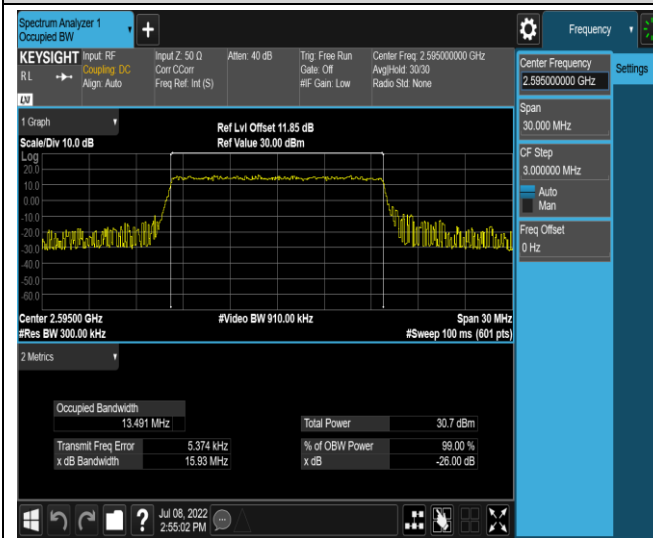 Spectrum Analyzer 1
Occupied BW
Frequency
KEYSIGHT
Input: RF
Coupling: DC
Align: Auto
Input Z: 50 Ω
Corr CCorr
Freq Ref: Int (S)
Atten: 40 dB
Trig: Free Run
Gate: Off
#IF Gain: Low
Center Freq: 2.595000000 GHz
Avg|Hold: 30/30
Radio Std: None
RL
LXI
Center Frequency
2.595000000 GHz
Settings
Span
30.000 MHz
CF Step
3.000000 MHz
Auto
Man
Freq Offset
0 Hz
1 Graph
Scale/Div 10.0 dB
Ref Lvl Offset 11.85 dB
Ref Value 30.00 dBm
Log
20.0
10.0
0.00
-10.0
-20.0
-30.0
-40.0
-50.0
-60.0
Center 2.59500 GHz
#Res BW 300.00 kHz
#Video BW 910.00 kHz
Span 30 MHz
#Sweep 100 ms (601 pts)
2 Metrics
Occupied Bandwidth
13.491 MHz
Total Power 30.7 dBm
Transmit Freq Error 5.374 kHz
% of OBW Power 99.00 %
x dB Bandwidth 15.93 MHz
x dB -26.00 dB
?
Jul 08, 2022
2:55:02 PM